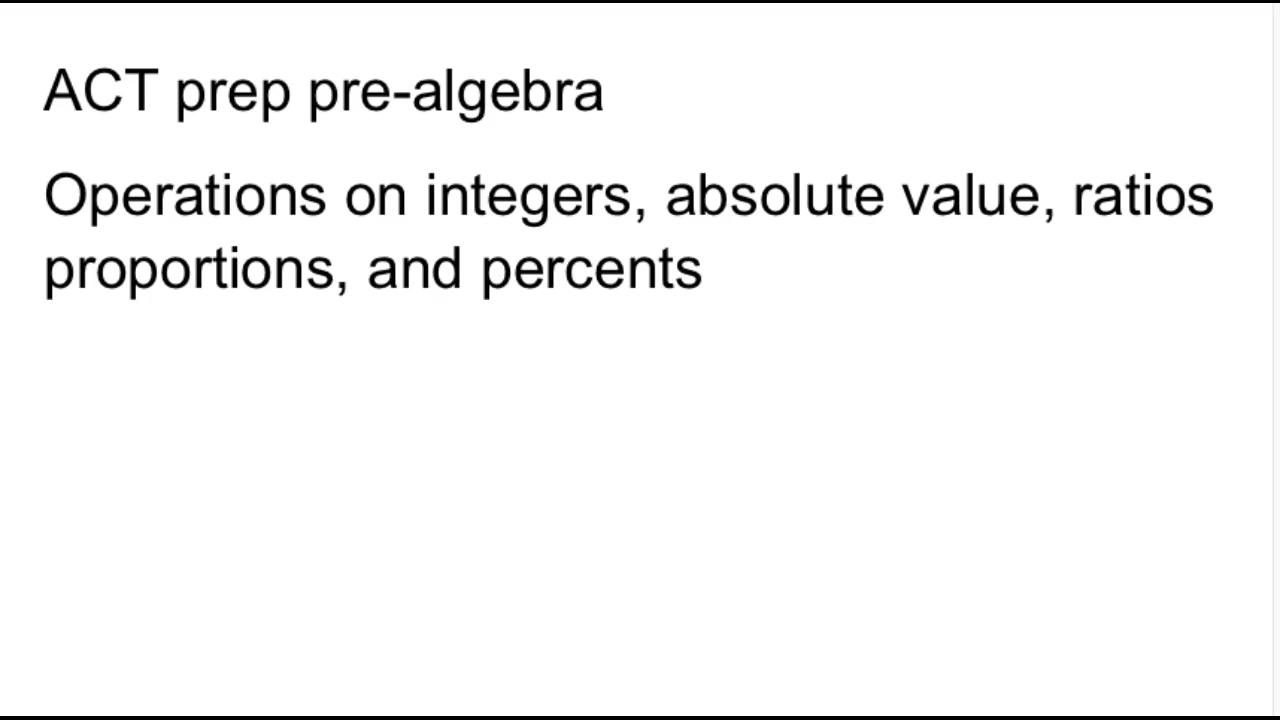 ACT prep pre-algebra
Operations on integers, absolute value, ratios
proportions, and percents